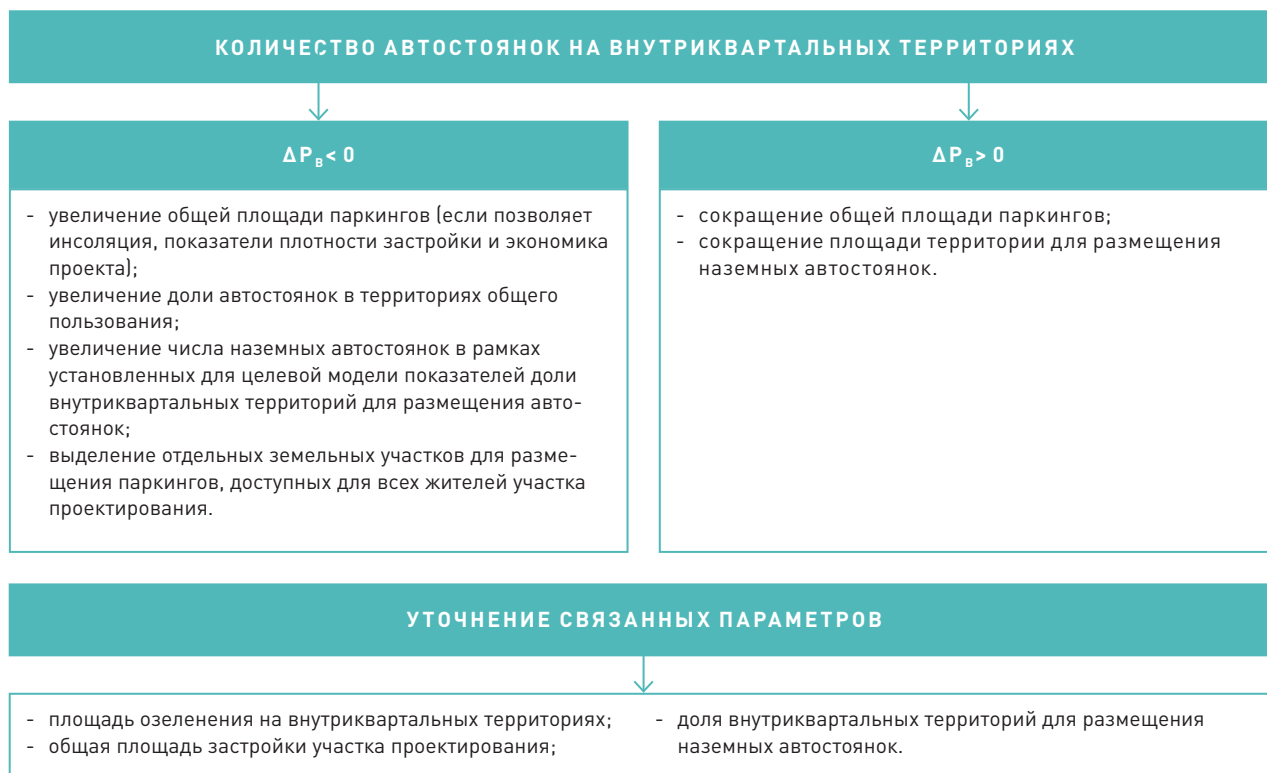 КОЛИЧЕСТВО АВТОСТОЯНОК НА ВНУТРИКВАРТАЛЬНЫХ ТЕРРИТОРИЯХ
ΔPв< 0
- увеличение общей площади паркингов (если позволяет
инсоляция, показатели плотности застройки и экономика
проекта);
- увеличение доли автостоянок в территориях общего
пользования;
- увеличение числа наземных автостоянок в рамках
установленных для целевой модели показателей доли
внутриквартальных территорий для размещения авто-
стоянок;
- выделение отдельных земельных участков для разме-
щения паркингов, доступных для всех жителей участка
проектирования.
ΔPв> 0
- сокращение общей площади паркингов;
- сокращение площади территории для размещения
наземных автостоянок.
УТОЧНЕНИЕ СВЯЗАННЫХ ПАРАМЕТРОВ
- площадь озеленения на внутриквартальных территориях;
- общая площадь застройки участка проектирования;
- доля внутриквартальных территорий для размещения
наземных автостоянок.